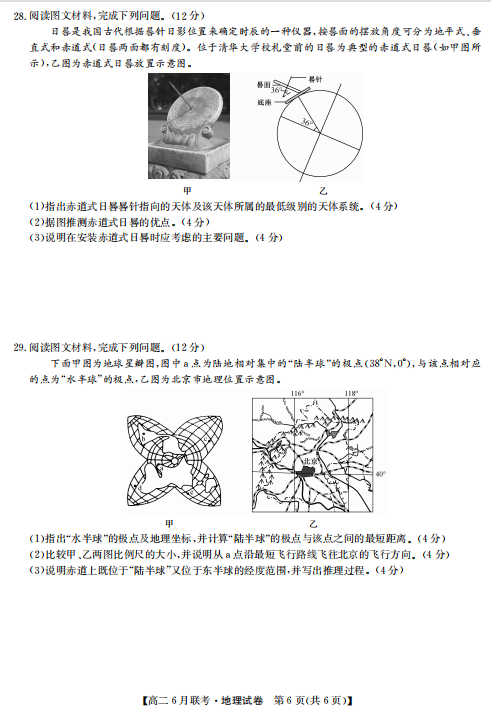 28. 阅读图文材料,完成下列问题。(12分)
日晷是我国古代根据晷针日影位置来确定时辰的一种仪器,按晷面的摆放角度可分为地平式、垂
直式和赤道式(日晷两面都有刻度)。位于清华大学校礼堂前的日晷为典型的赤道式日晷(如甲图所
示),乙图为赤道式日晷放置示意图。
晷针
晷面
36°
底座
36°
甲
乙
(1)指出赤道式日晷晷针指向的天体及该天体所属的最低级别的天体系统。(4分)
(2)据图推测赤道式日晷的优点。(4分)
(3)说明在安装赤道式日晷时应考虑的主要问题。(4分)
29. 阅读图文材料,完成下列问题。(12分)
下面甲图为地球星瓣图,图中a点为陆地相对集中的“陆半球”的极点(38°N,0°),与该点相对应
的点为“水半球”的极点,乙图为北京市地理位置示意图。
116° 118°
北京
40°
甲
乙
(1)指出“水半球”的极点及地理坐标,并计算“陆半球”的极点与该点之间的最短距离。(4分)
(2)比较甲、乙两图比例尺的大小,并说明从a点沿最短飞行路线飞往北京的飞行方向。(4分)
(3)说明赤道上既位于“陆半球”又位于东半球的经度范围,并写出推理过程。(4分)
【高二6月联考·地理试卷 第6页(共6页)】